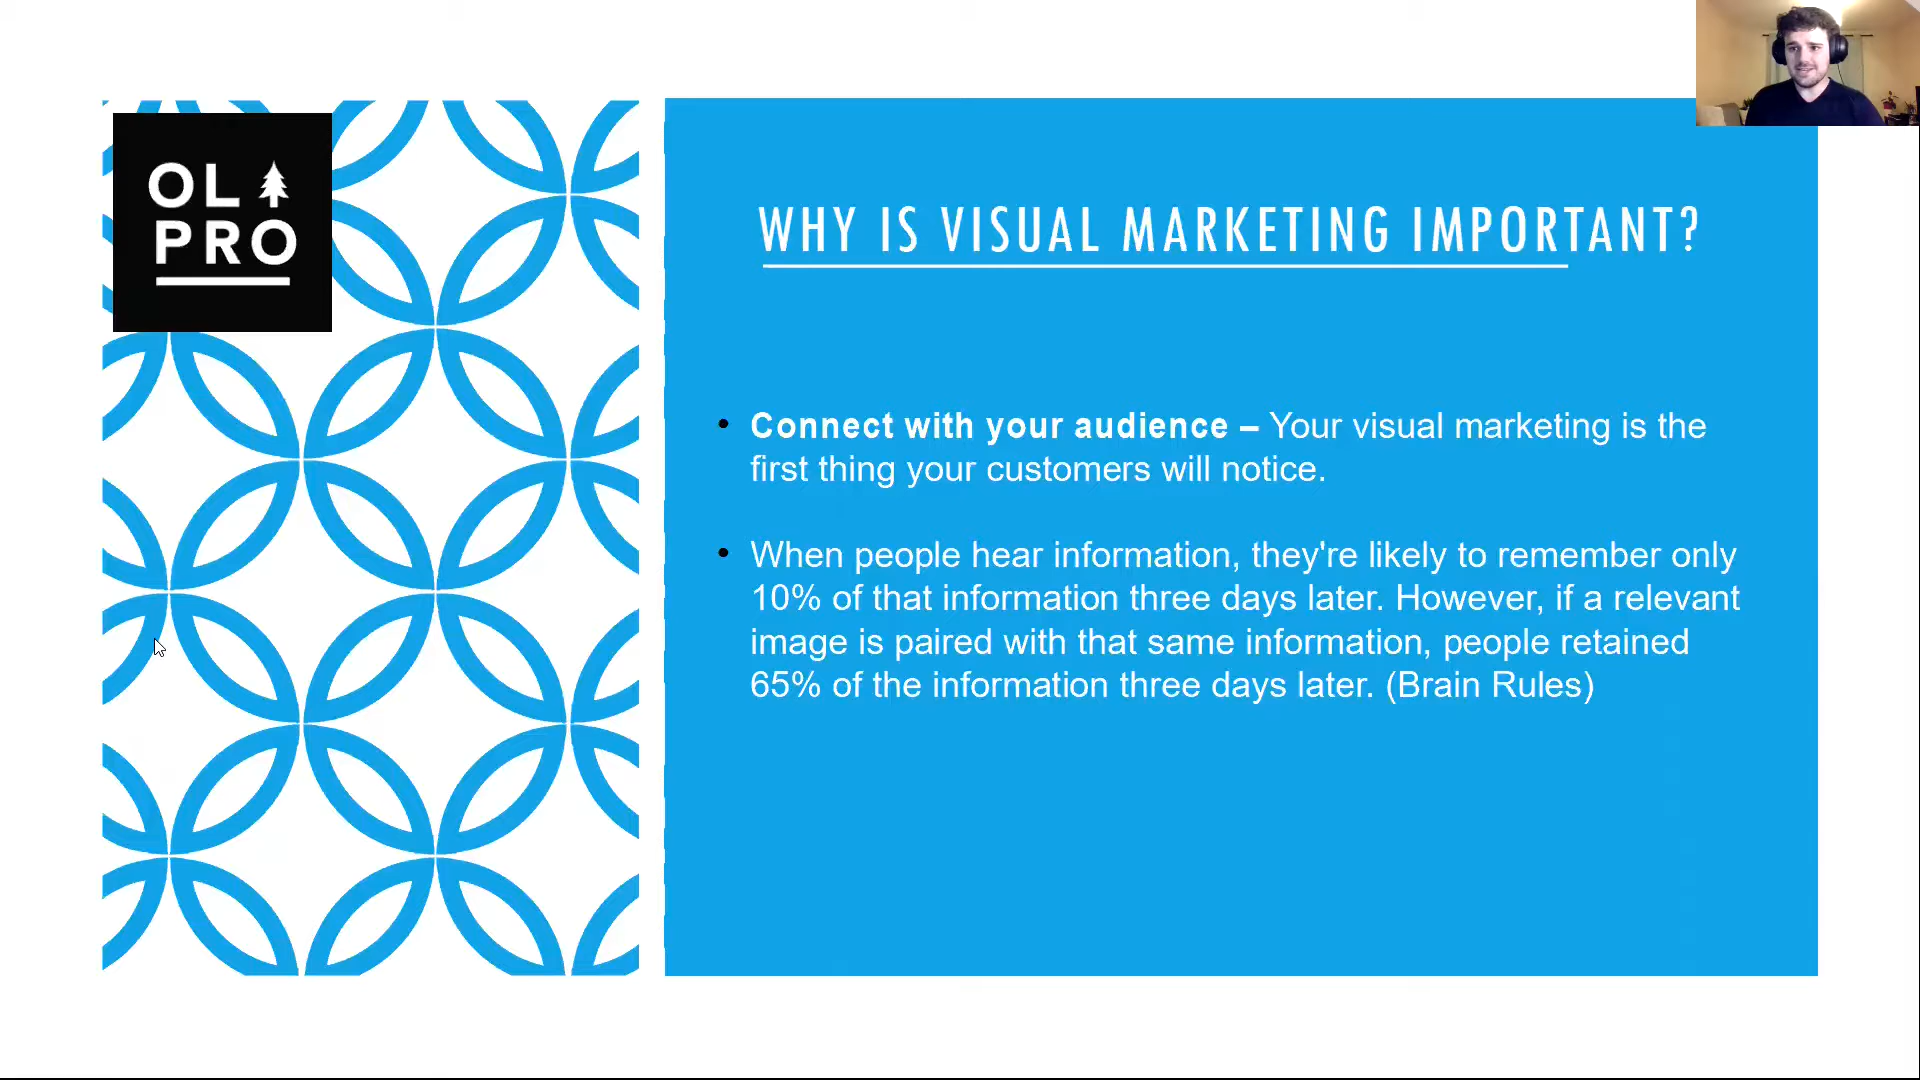 OL
PRO
WHY IS VISUAL MARKETING IMPORTANT?
• Connect with your audience – Your visual marketing is the
first thing your customers will notice.
• When people hear information, they're likely to remember only
10% of that information three days later. However, if a relevant
image is paired with that same information, people retained
65% of the information three days later. (Brain Rules)